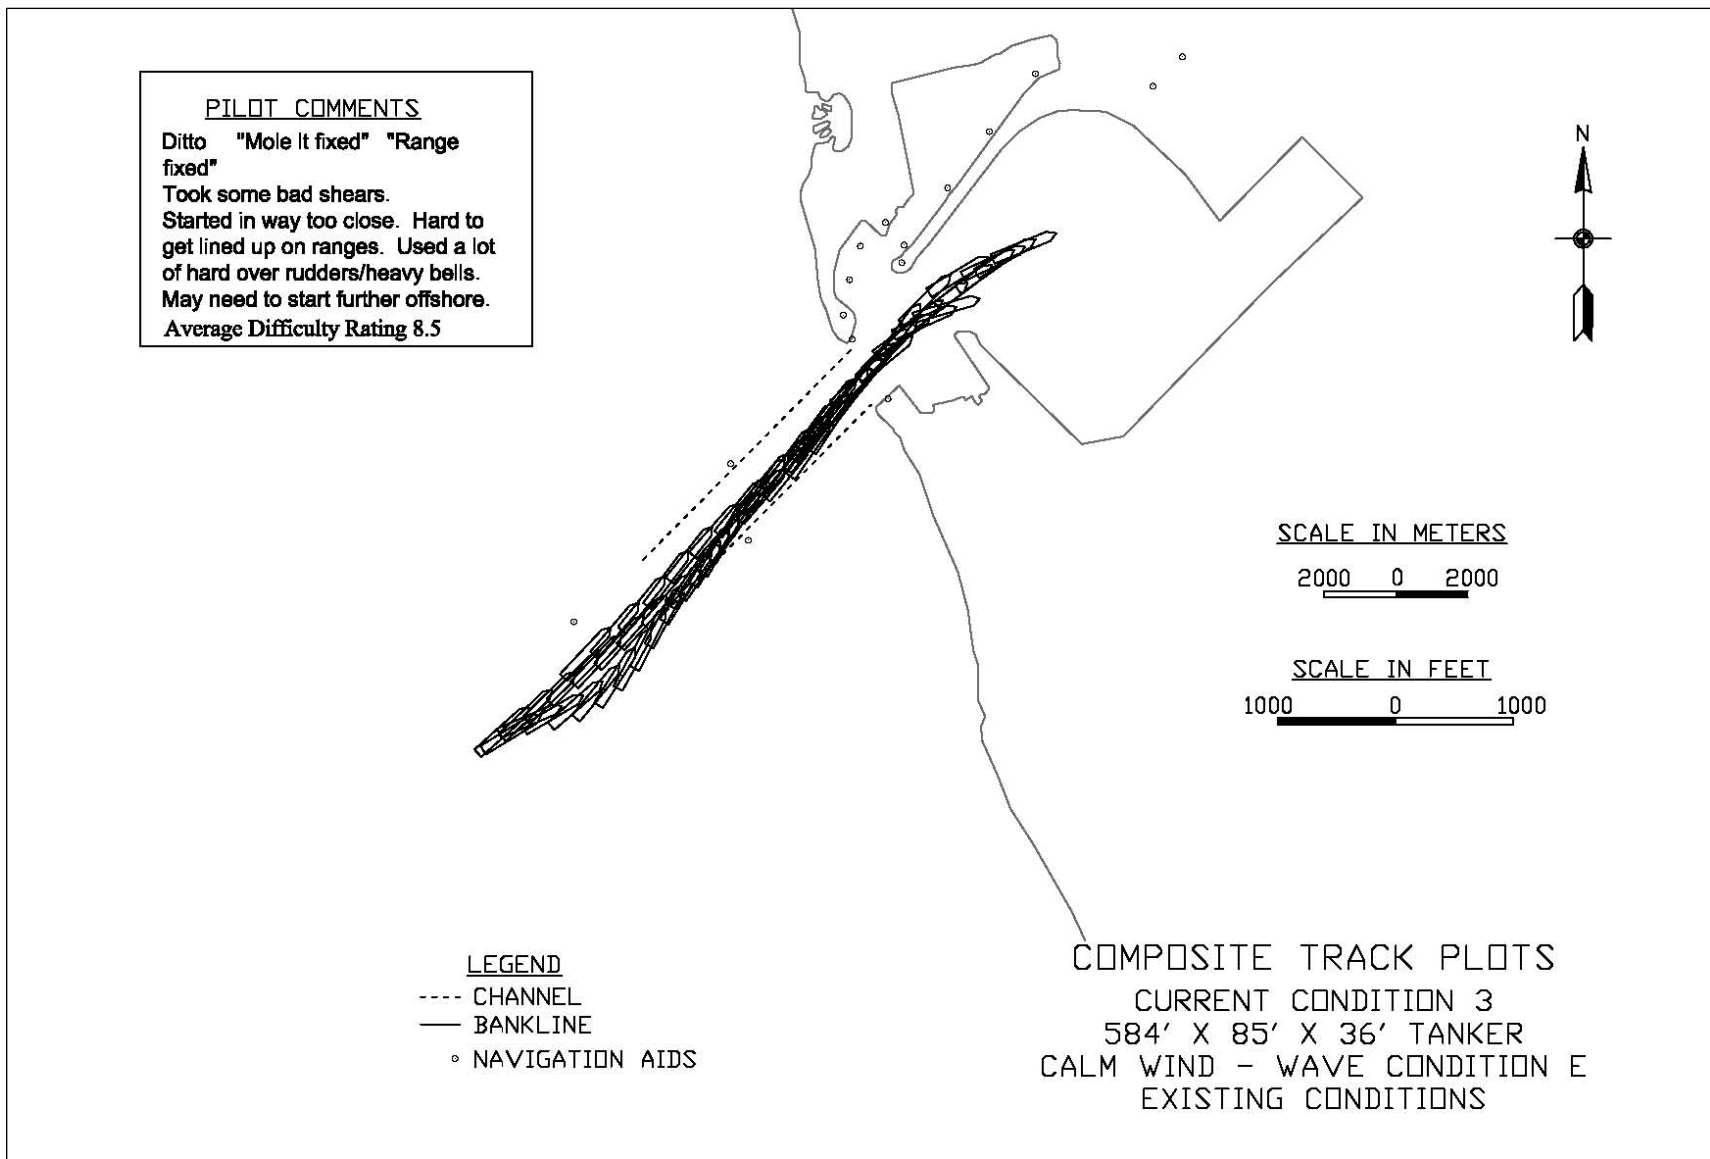 PILOT COMMENTS
Ditto "Mole It fixed" "Range
fixed"
Took some bad shears.
Started in way too close. Hard to
get lined up on ranges. Used a lot
of hard over rudders/heavy bells.
May need to start further offshore.
Average Difficulty Rating 8.5
N
SCALE IN METERS
2000 0 2000
SCALE IN FEET
1000 0 1000
LEGEND
CHANNEL
BANKLINE
NAVIGATION AIDS
COMPOSITE TRACK PLOTS
CURRENT CONDITION 3
584' X 85' X 36' TANKER
CALM WIND - WAVE CONDITION E
EXISTING CONDITIONS